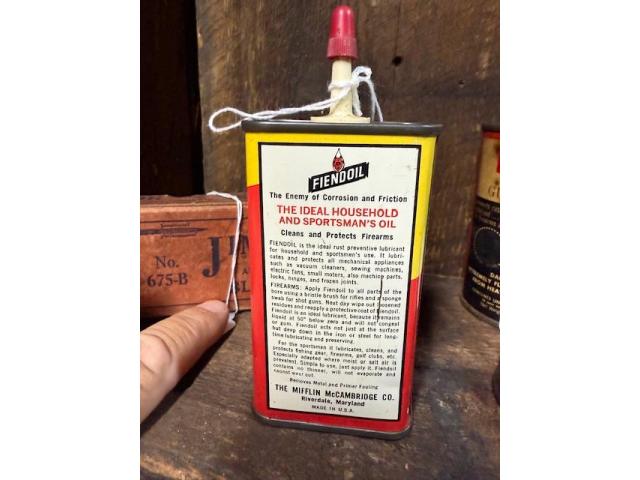 FIENDOIL
The Enemy of Corrosion and Friction
THE IDEAL HOUSEHOLD
AND SPORTSMAN'S OIL
Cleans and Protects Firearms
FIENDOIL is the ideal rust preventive lubricant
for household and sportsmen's use. It lubri-
cates and protects all mechanical appliances
such as vacuum cleaners, sewing machines,
electric fans, small motors, also machine parts,
locks, hinges, and frozen joints.
FIREARMS: Apply Fiendoil to all parts of the
bore using a bristle brush for rifles and a sponge
swab for shot guns. Next day wipe out loosened
residues and reapply a protective coat of Fiendoil.
Fiendoil is an ideal lubricant, because it remains
liquid at 50° below zero and will not congest
or gum. Fiendoil acts not just at the surface
but deep down in the iron or steel for long-
time lubricating and preserving.
For the sportsman it lubricates, cleans, and
protects fishing gear, firearms, golf clubs, etc.
Especially adapted where moist or salt air is
prevalent. Simple to use, just apply it. Fiendoil
contains no thinner, will not evaporate and
cannot wear out.
Removes Metal and Primer Fouling
THE MIFFLIN McCAMBRIDGE CO.
Riverdale, Maryland
MADE IN U.S.A.
No.
675-B